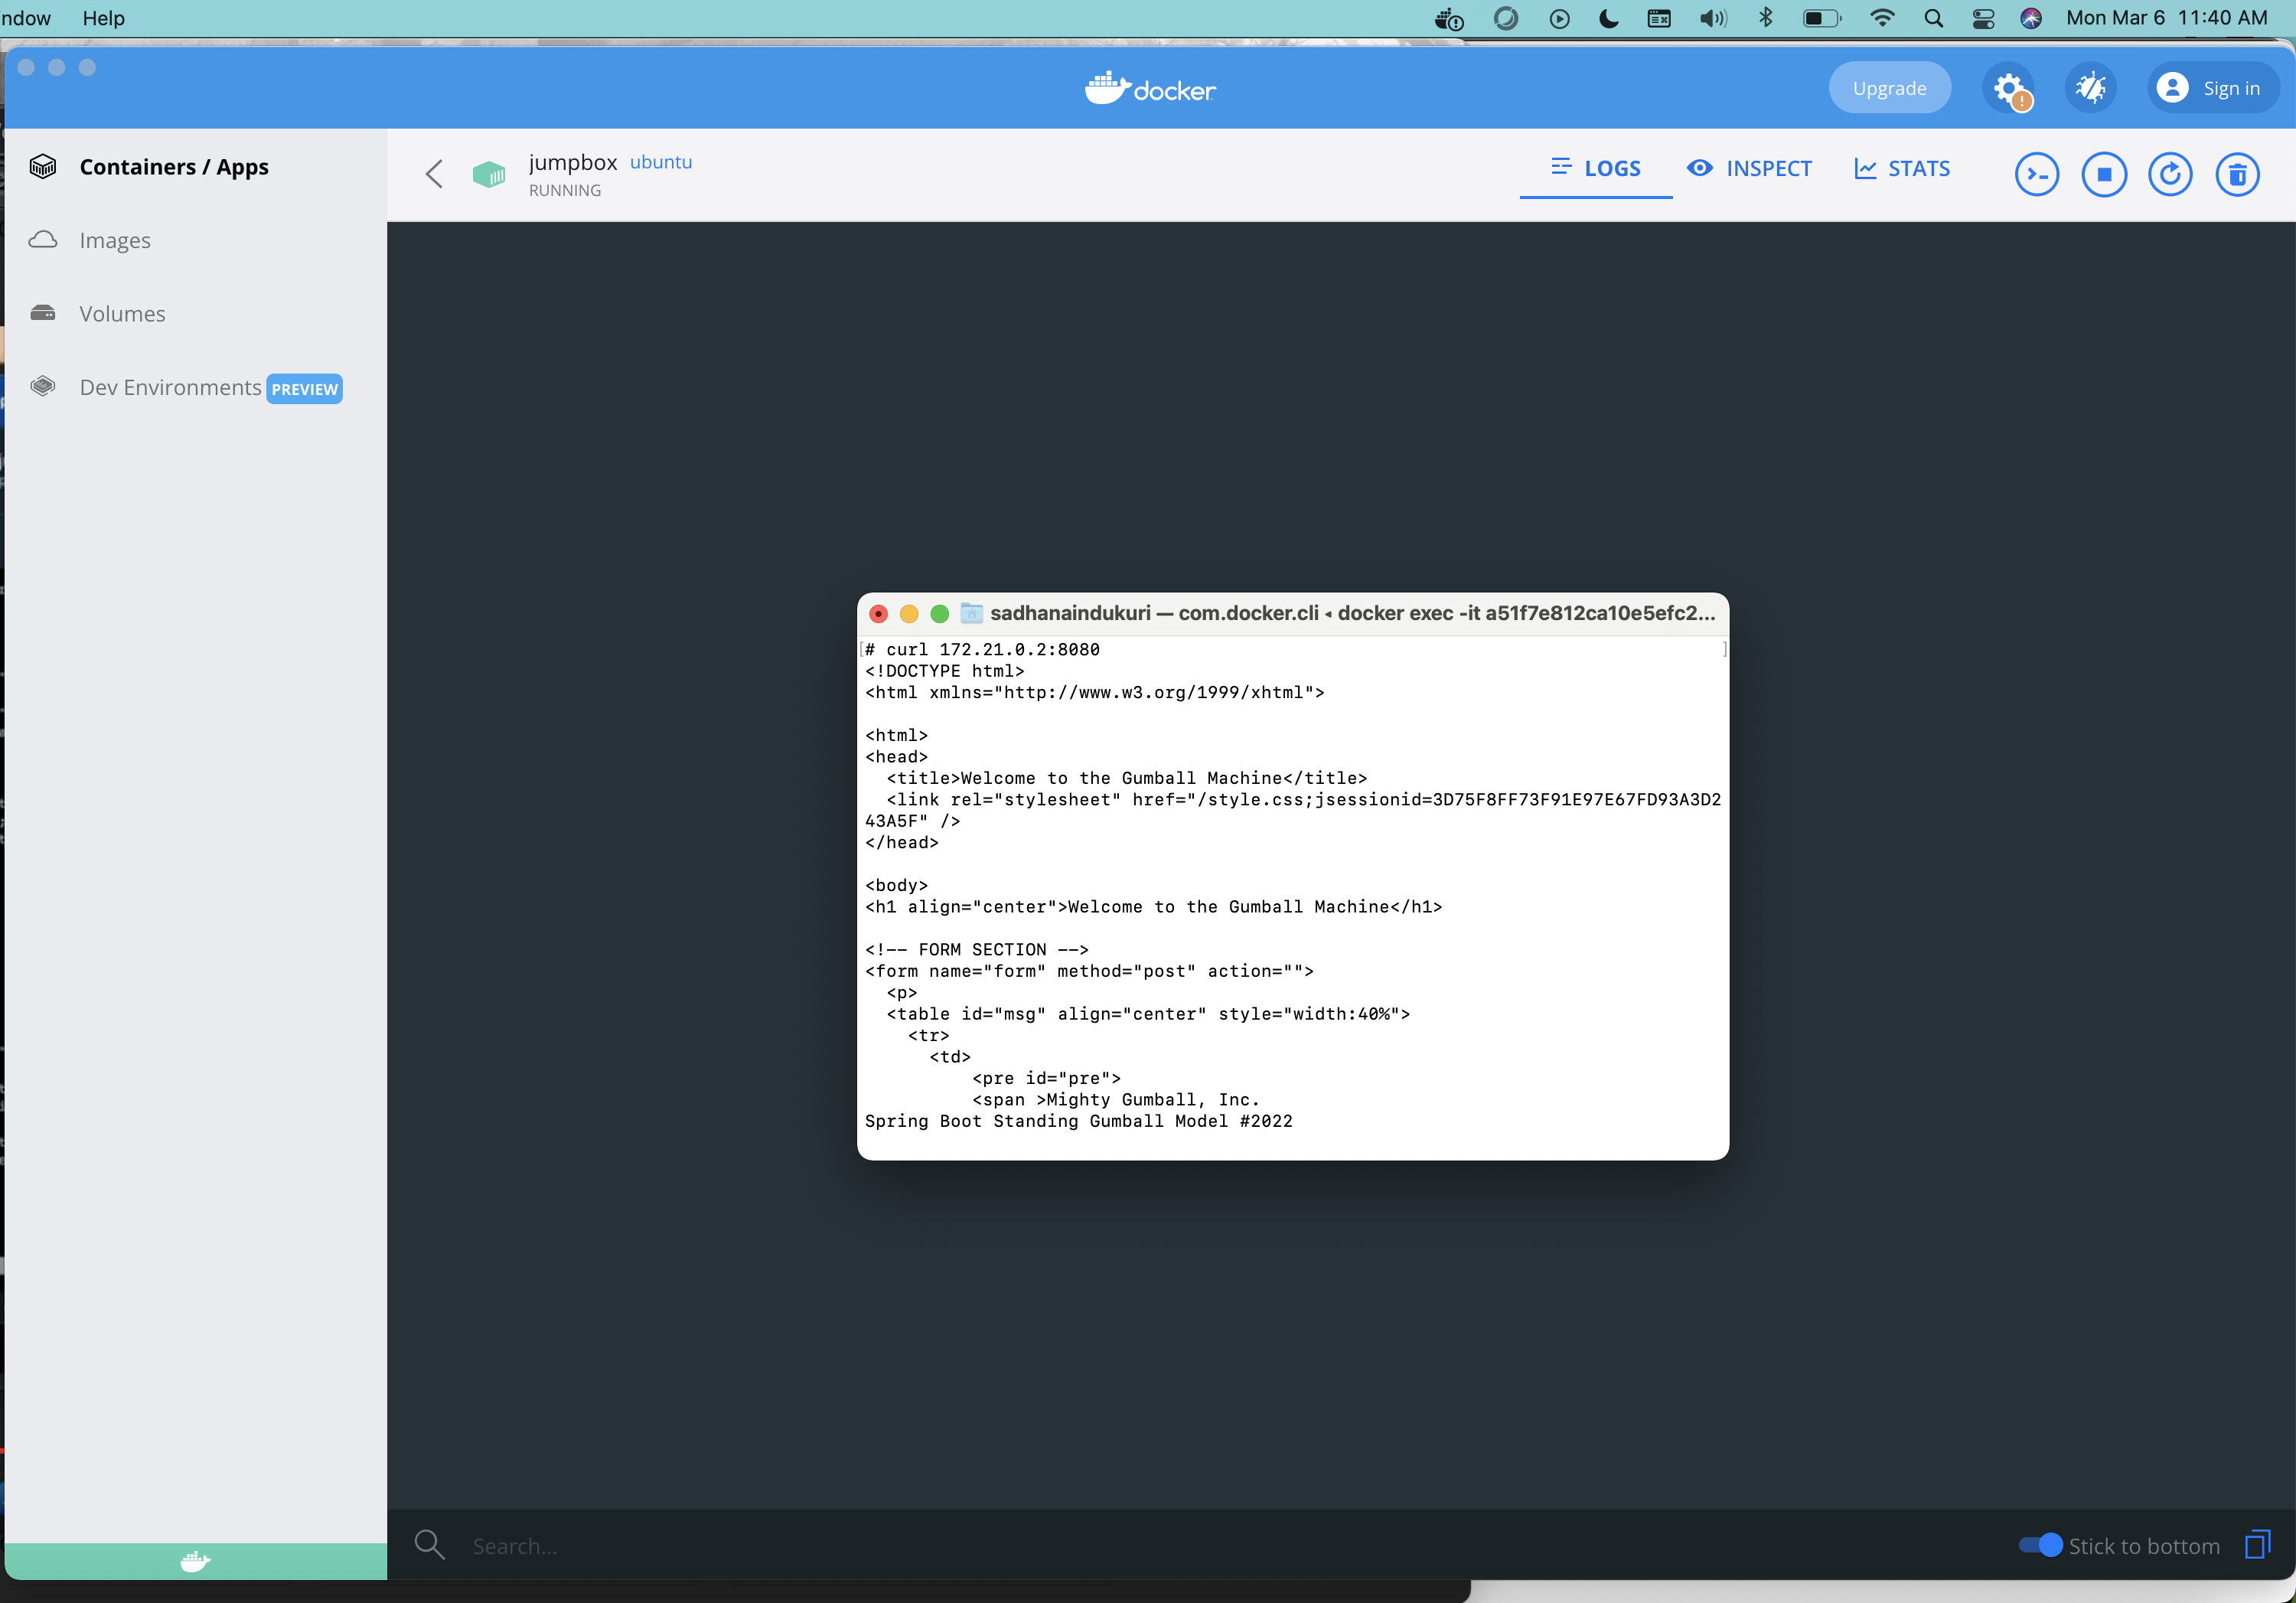 ndow Help Mon Mar 6 11:40 AM
docker Upgrade Sign in
Containers / Apps
Images
Volumes
Dev Environments PREVIEW
jumpbox ubuntu
RUNNING
LOGS INSPECT STATS
sadhanaindukuri — com.docker.cli ◂ docker exec -it a51f7e812ca10e5efc2...
[# curl 172.21.0.2:8080 ]
<!DOCTYPE html>
<html xmlns="http://www.w3.org/1999/xhtml">
<html>
<head>
<title>Welcome to the Gumball Machine</title>
<link rel="stylesheet" href="/style.css;jsessionid=3D75F8FF73F91E97E67FD93A3D2
43A5F" />
</head>
<body>
<h1 align="center">Welcome to the Gumball Machine</h1>
<!-- FORM SECTION -->
<form name="form" method="post" action="">
<p>
<table id="msg" align="center" style="width:40%">
<tr>
<td>
<pre id="pre">
<span >Mighty Gumball, Inc.
Spring Boot Standing Gumball Model #2022
Search...
Stick to bottom